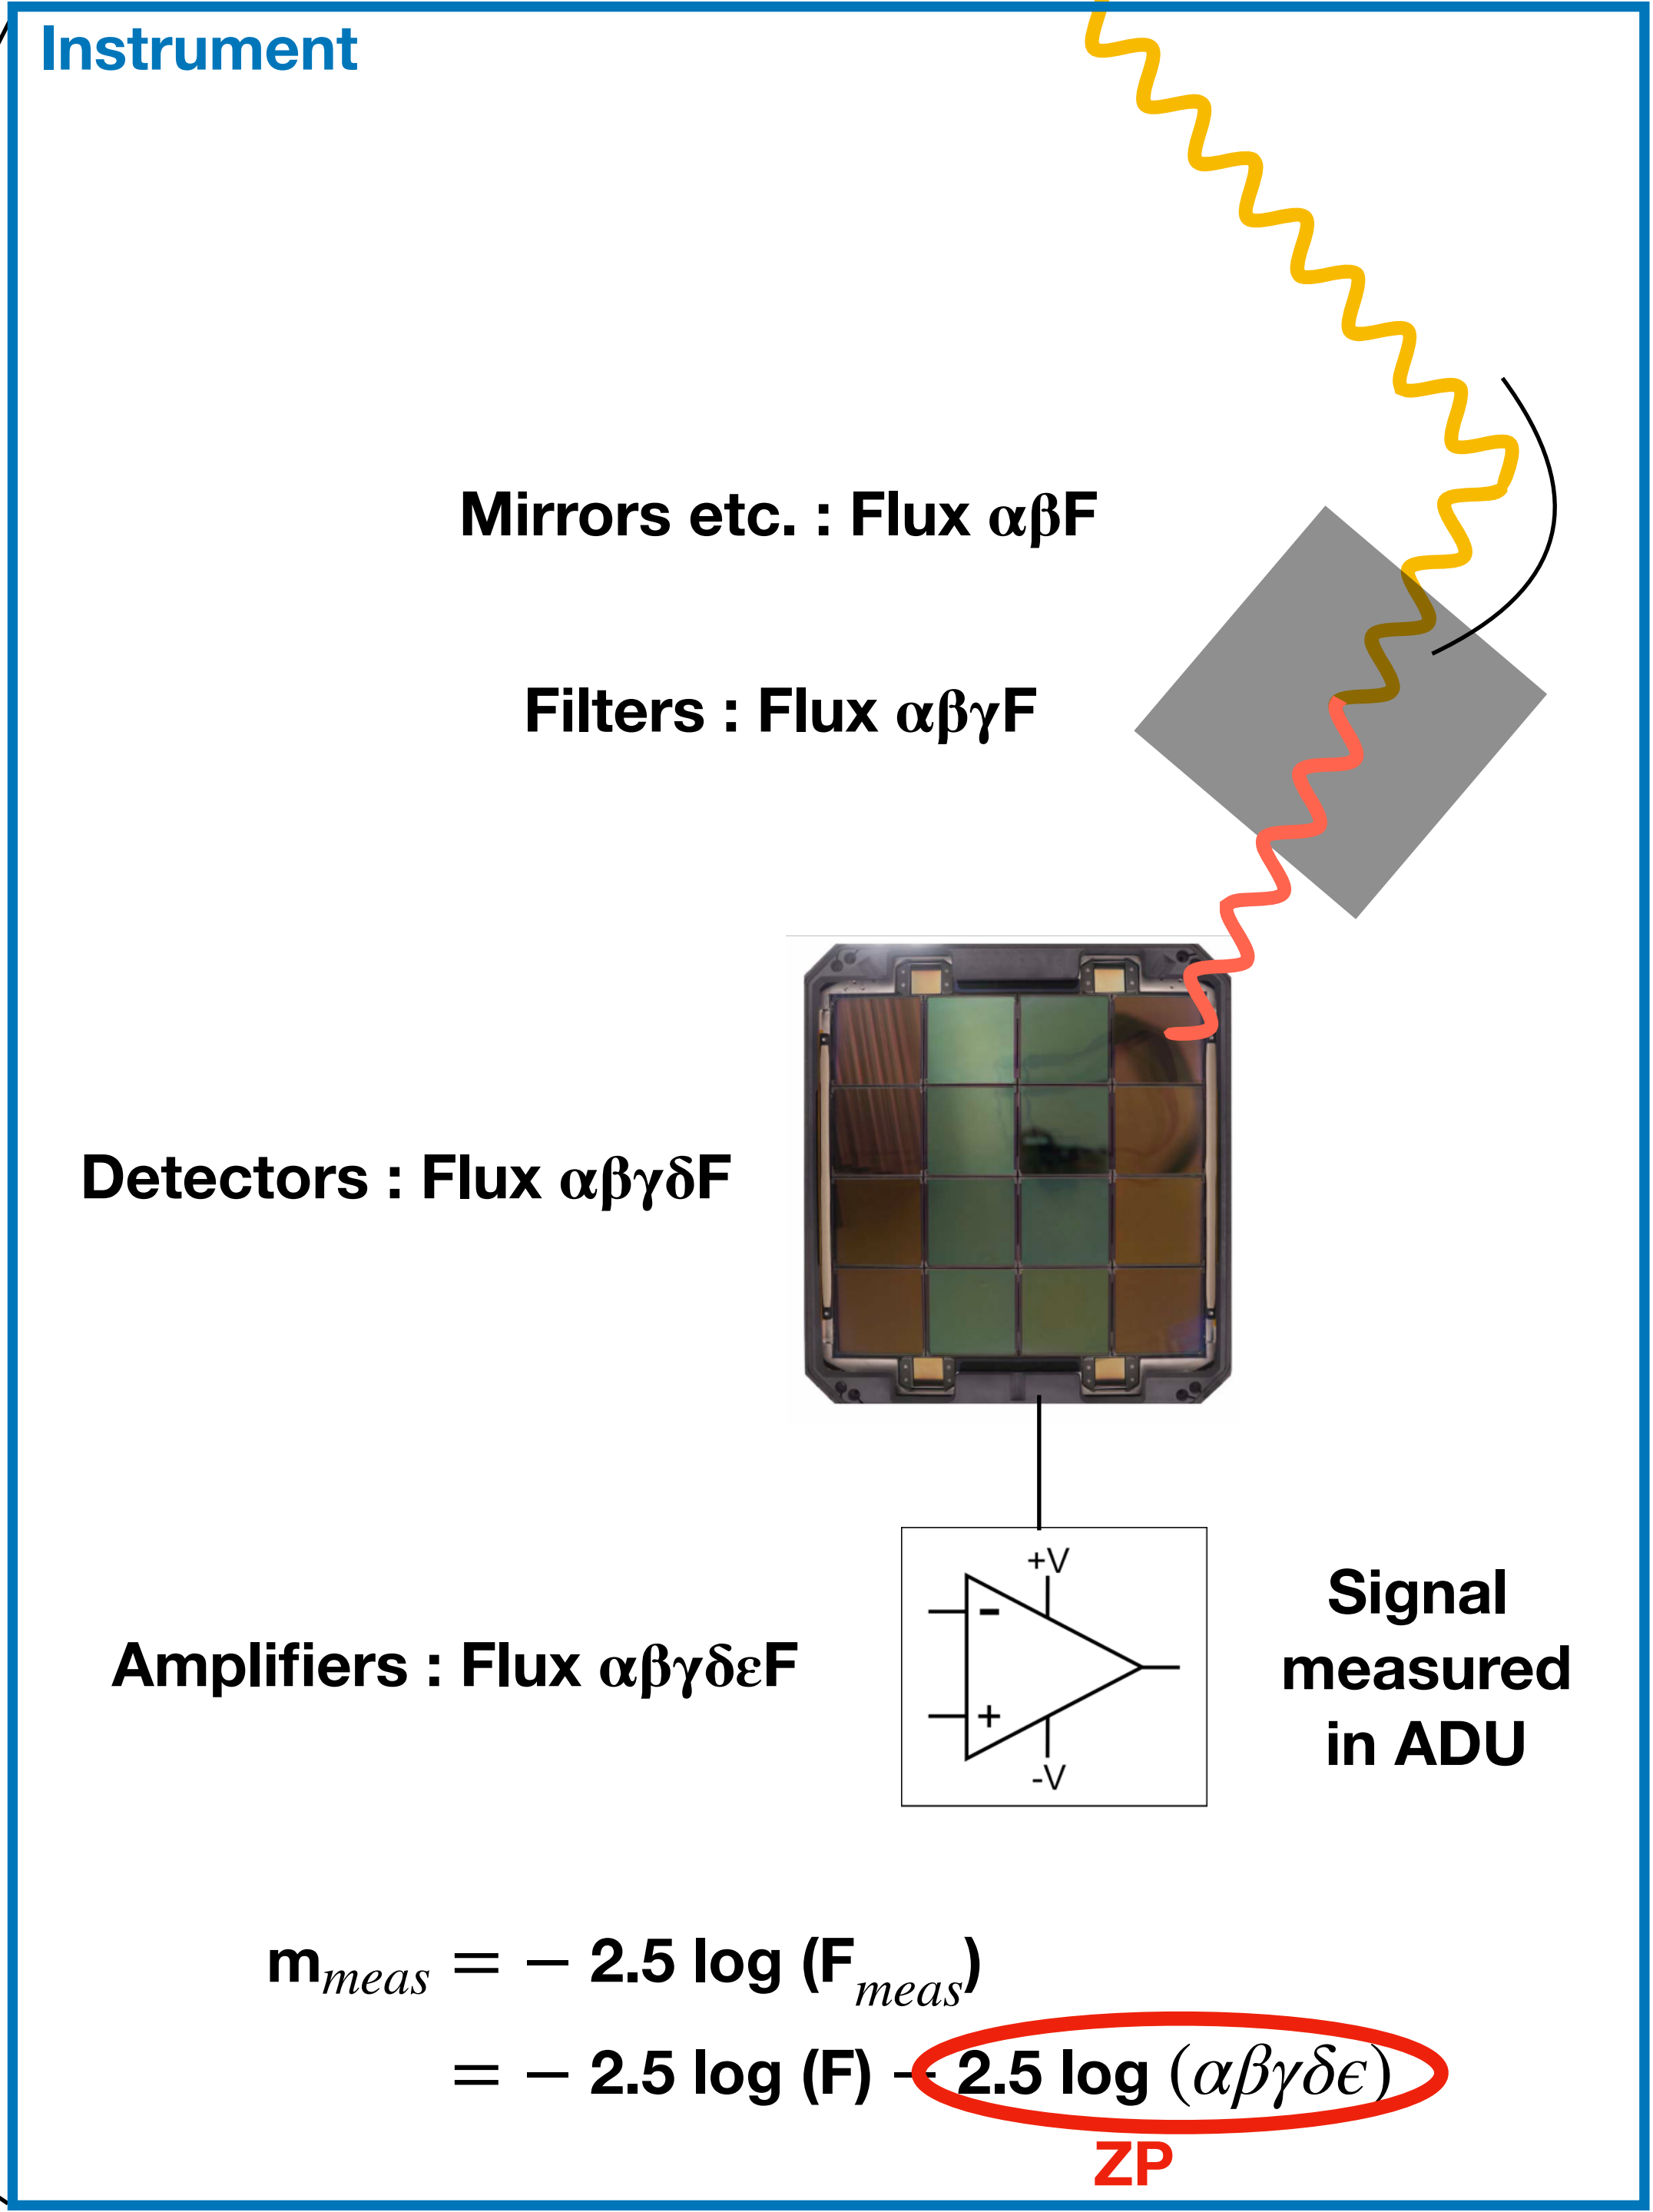 Instrument
Mirrors etc. : Flux αβF
Filters : Flux αβγF
Detectors : Flux αβγδF
+V
-
+
-V
Amplifiers : Flux αβγδεF
Signal
measured
in ADU
m_meas = − 2.5 log (F_meas)
= − 2.5 log (F) − 2.5 log (αβγδϵ)
ZP